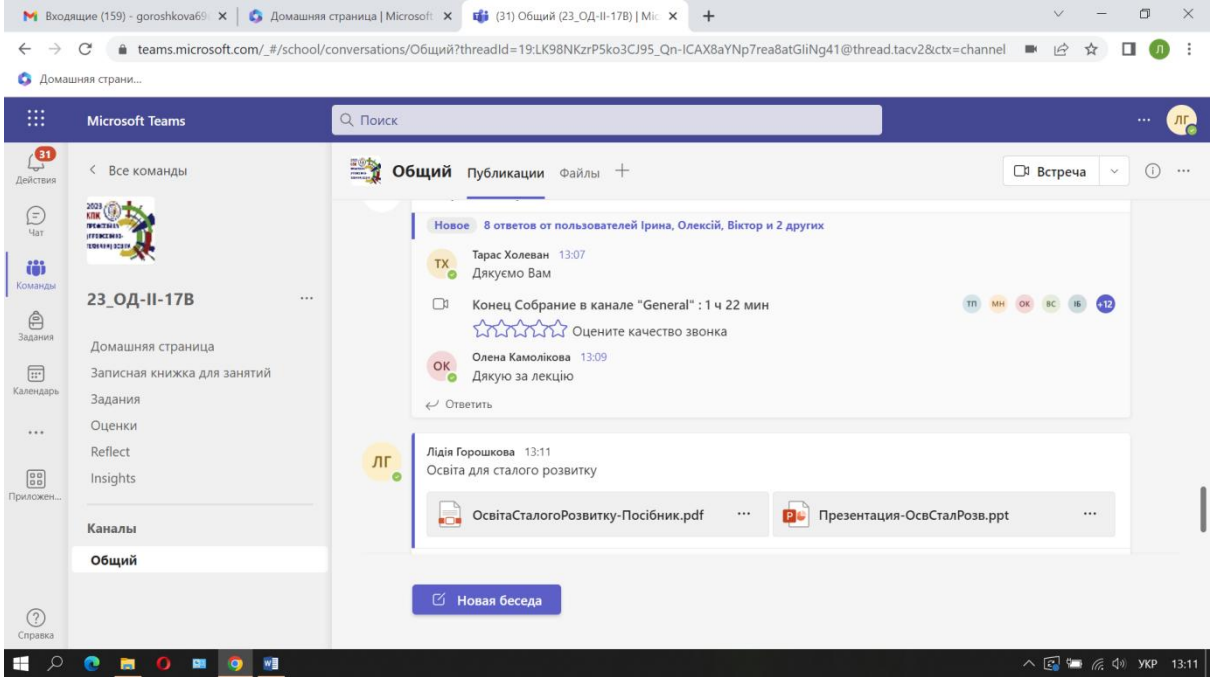 Входящие (159) - goroshkova69
Домашняя страница | Microsoft
(31) Общий (23_ОД-ІІ-17В) | Mic
teams.microsoft.com/_#/school/conversations/Общий?threadId=19:LK98NKzrP5ko3CJ95_Qn-ICAX8aYNp7rea8atGIiNg41@thread.tacv2&ctx=channel
Л
Домашняя страни...
Microsoft Teams
Поиск
ЛГ
31
Действия
Чат
Команды
Задания
Календарь
Приложен...
Справка
Все команды
2023
КПК
23_ОД-ІІ-17В
Домашняя страница
Записная книжка для занятий
Задания
Оценки
Reflect
Insights
Каналы
Общий
Общий Публикации Файлы
Встреча
Новое 8 ответов от пользователей Ірина, Олексій, Віктор и 2 других
ТХ
Тарас Холеван 13:07
Дякуємо Вам
Конец Собрание в канале "General" : 1 ч 22 мин
ТП МН ОК ВС ІБ +12
Оцените качество звонка
ОК
Олена Камолікова 13:09
Дякую за лекцію
Ответить
ЛГ
Лідія Горошкова 13:11
Освіта для сталого розвитку
ОсвітаСталогоРозвитку-Посібник.pdf
Презентация-ОсвСталРозв.ppt
Новая беседа
УКР 13:11